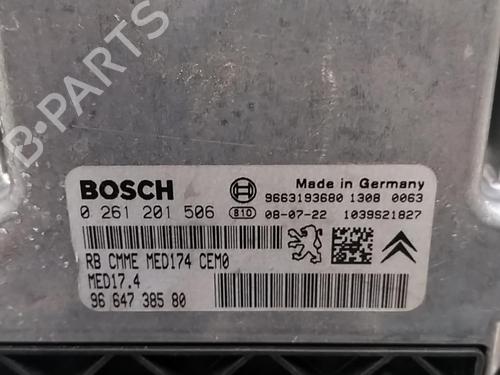 B-PARTS
BOSCH
Made in Germany
9663193680 1308 0063
0 261 201 506 810 08-07-22 1039S21827
RB CMME MED174 CEM0
MED17.4
96 647 385 80